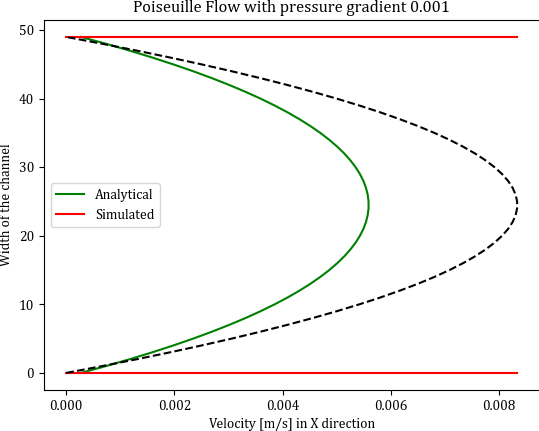 Poiseuille Flow with pressure gradient 0.001
50
40
30
20
10
0
Width of the channel
Analytical
Simulated
0.000 0.002 0.004 0.006 0.008
Velocity [m/s] in X direction